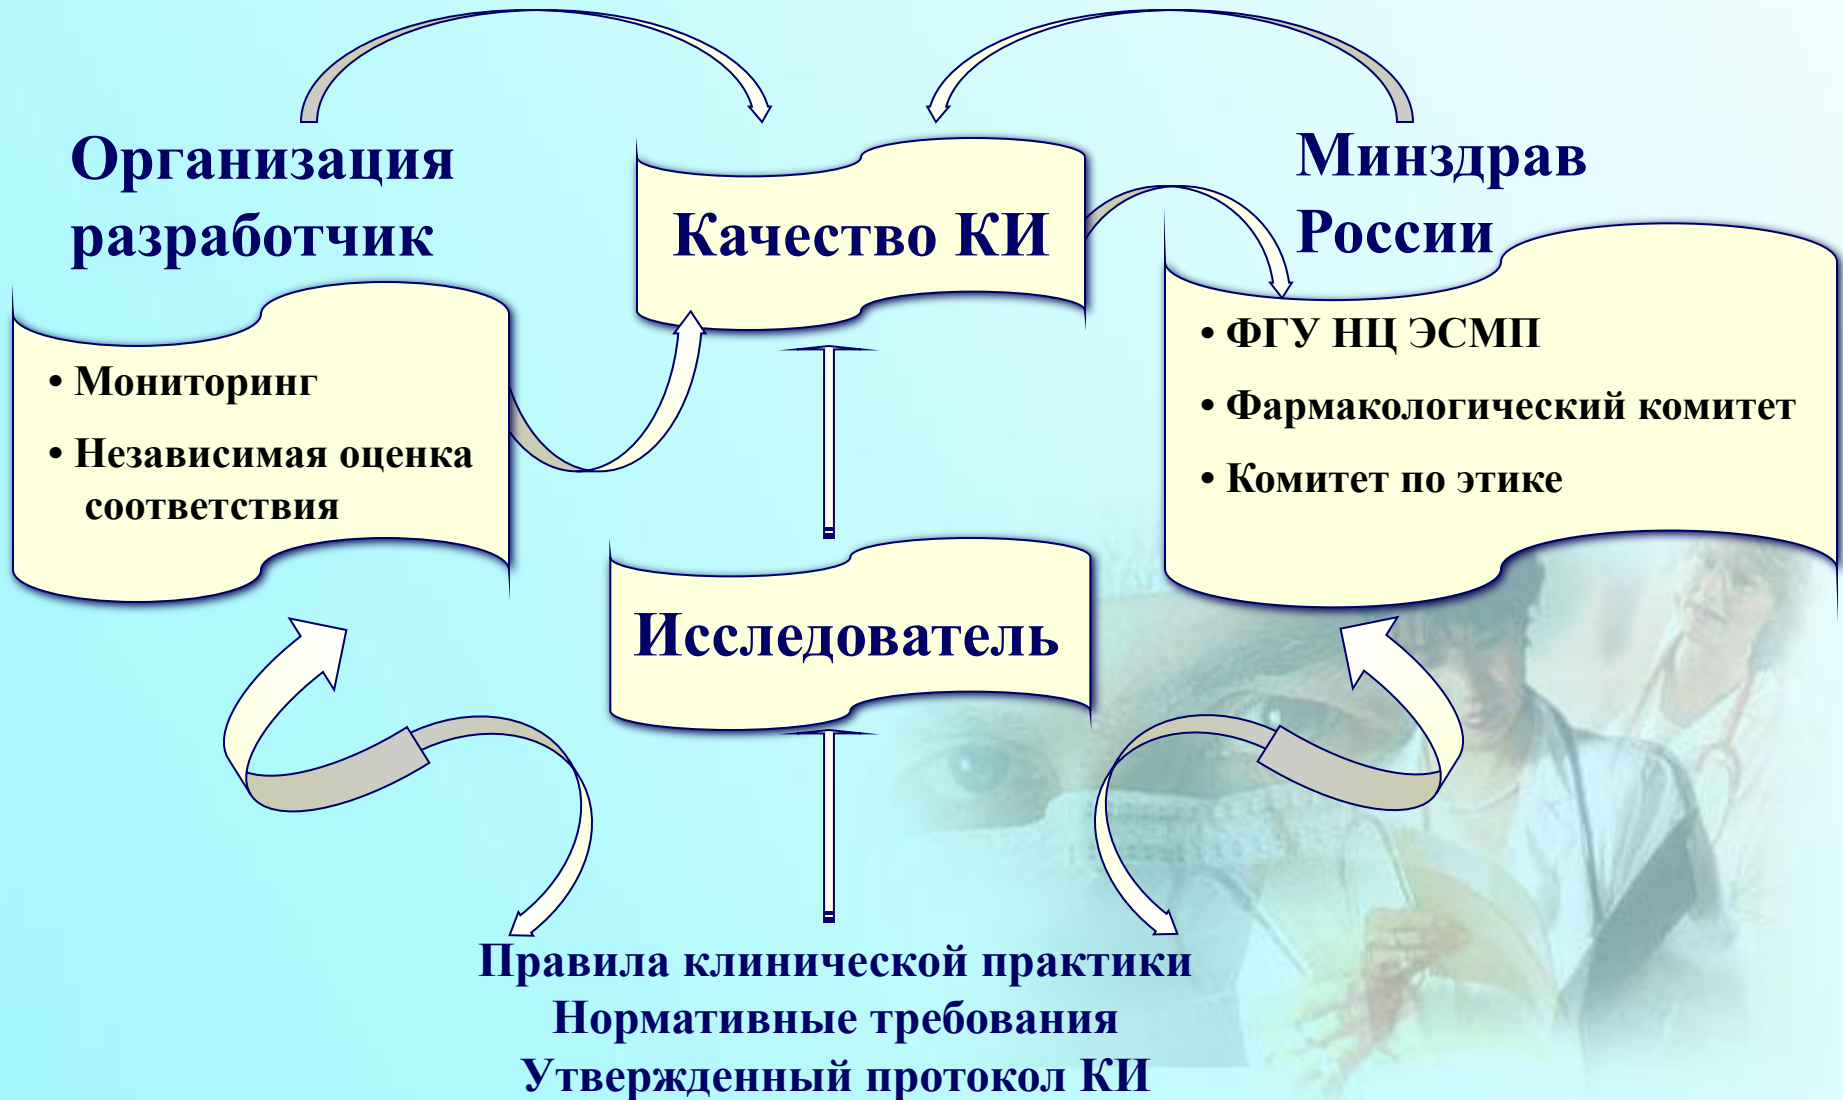 Организация
разработчик
• Мониторинг
• Независимая оценка
соответствия
Качество КИ
Минздрав
России
• ФГУ НЦ ЭСМП
• Фармакологический комитет
• Комитет по этике
Исследователь
Правила клинической практики
Нормативные требования
Утвержденный протокол КИ